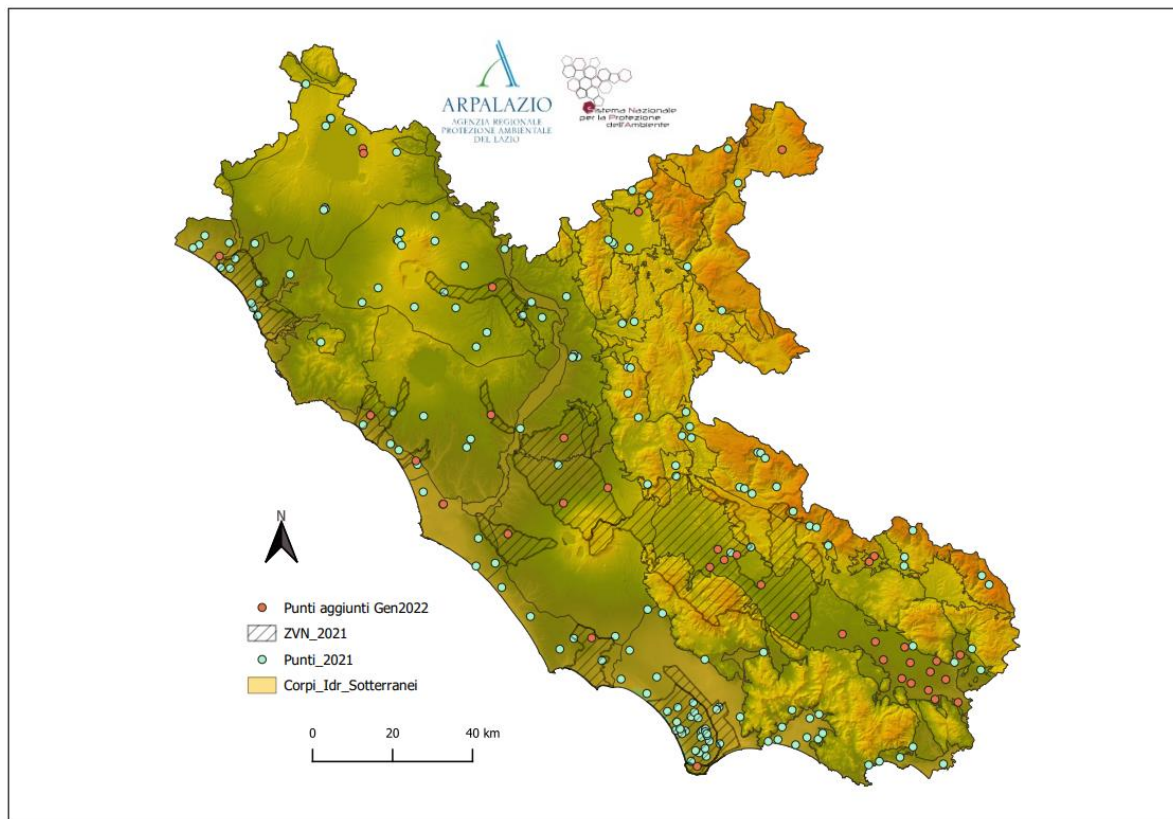 ARPALAZIO
AGENZIA REGIONALE
PROTEZIONE AMBIENTALE
DEL LAZIO
Sistema Nazionale
per la Protezione
dell'Ambiente
N
Punti aggiunti Gen2022
ZVN_2021
Punti_2021
Corpi_Idr_Sotterranei
0 20 40 km